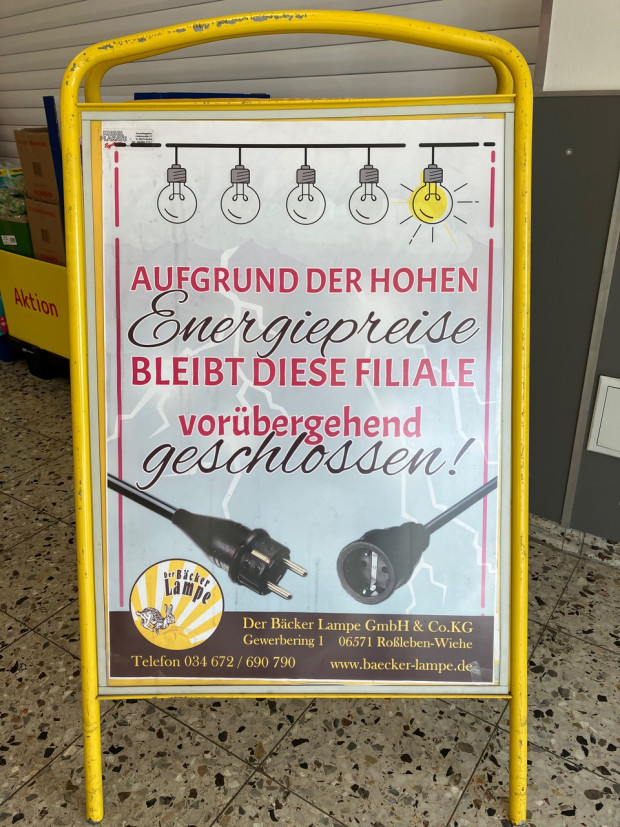 Aktion
AUFGRUND DER HOHEN
Energiepreise
BLEIBT DIESE FILIALE
vorübergehend
geschlossen!
Der Bäcker
Lampe
Der Bäcker Lampe GmbH & Co.KG
Gewerbering 1 06571 Roßleben-Wiehe
Telefon 034 672 / 690 790 www.baecker-lampe.de